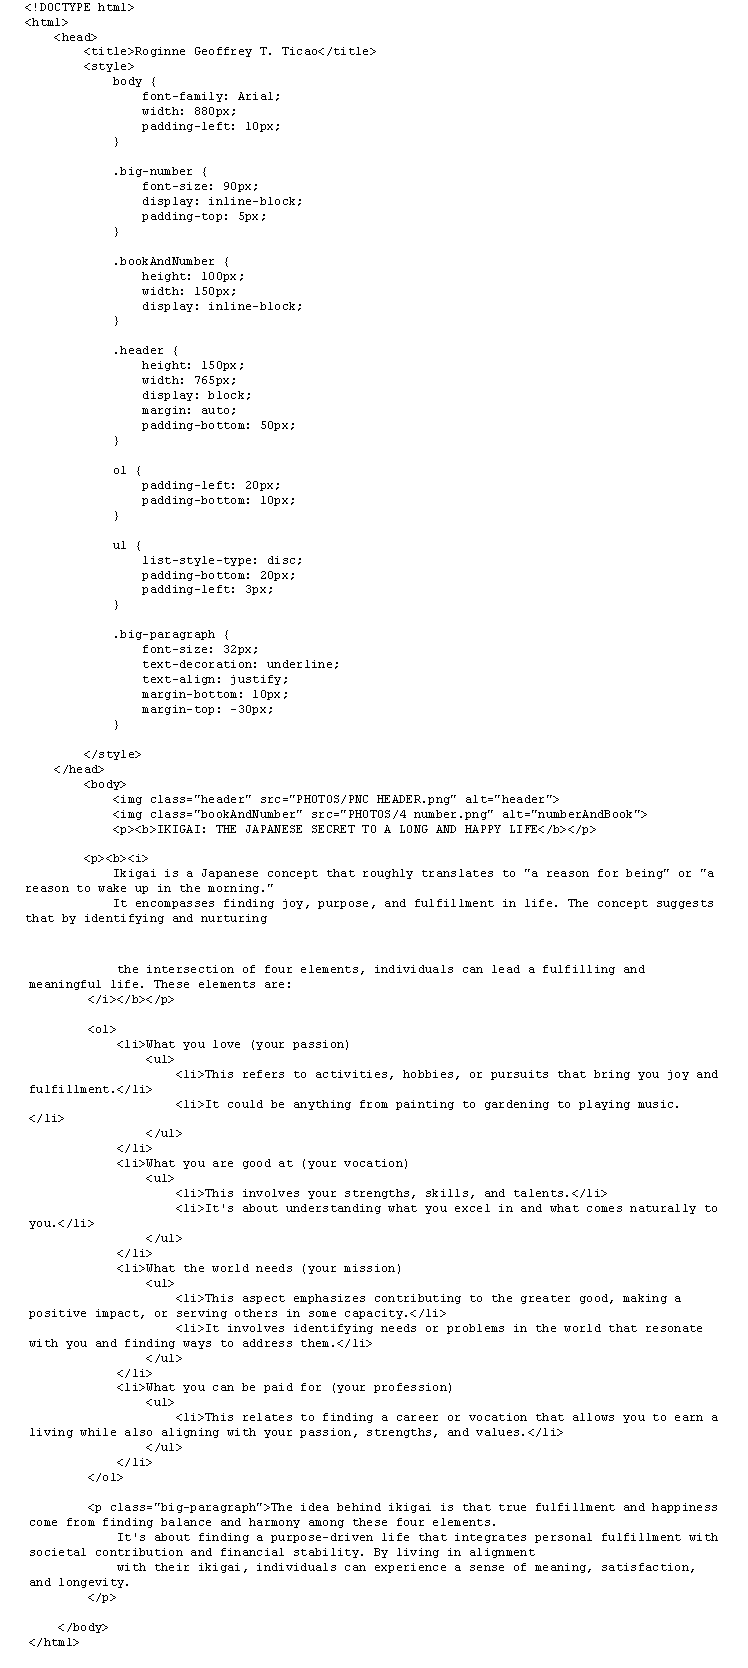 <!DOCTYPE html>
<html>
    <head>
        <title>Roginne Geoffrey T. Ticao</title>
        <style>
            body {
                font-family: Arial;
                width: 880px;
                padding-left: 10px;
            }

            .big-number {
                font-size: 90px;
                display: inline-block;
                padding-top: 5px;
            }

            .bookAndNumber {
                height: 100px;
                width: 150px;
                display: inline-block;
            }

            .header {
                height: 150px;
                width: 765px;
                display: block;
                margin: auto;
                padding-bottom: 50px;
            }

            ol {
                padding-left: 20px;
                padding-bottom: 10px;
            }

            ul {
                list-style-type: disc;
                padding-bottom: 20px;
                padding-left: 3px;
            }

            .big-paragraph {
                font-size: 32px;
                text-decoration: underline;
                text-align: justify;
                margin-bottom: 10px;
                margin-top: -30px;
            }

        </style>
    </head>
        <body>
            <img class="header" src="PHOTOS/PNC HEADER.png" alt="header">
            <img class="bookAndNumber" src="PHOTOS/4 number.png" alt="numberAndBook">
            <p><b>IKIGAI: THE JAPANESE SECRET TO A LONG AND HAPPY LIFE</b></p>

        <p><b><i>
            Ikigai is a Japanese concept that roughly translates to "a reason for being" or "a
reason to wake up in the morning."
            It encompasses finding joy, purpose, and fulfillment in life. The concept suggests
that by identifying and nurturing

            the intersection of four elements, individuals can lead a fulfilling and
meaningful life. These elements are:
        </i></b></p>

        <ol>
            <li>What you love (your passion)
                <ul>
                    <li>This refers to activities, hobbies, or pursuits that bring you joy and
fulfillment.</li>
                    <li>It could be anything from painting to gardening to playing music.
</li>
                </ul>
            </li>
            <li>What you are good at (your vocation)
                <ul>
                    <li>This involves your strengths, skills, and talents.</li>
                    <li>It's about understanding what you excel in and what comes naturally to
you.</li>
                </ul>
            </li>
            <li>What the world needs (your mission)
                <ul>
                    <li>This aspect emphasizes contributing to the greater good, making a
positive impact, or serving others in some capacity.</li>
                    <li>It involves identifying needs or problems in the world that resonate
with you and finding ways to address them.</li>
                </ul>
            </li>
            <li>What you can be paid for (your profession)
                <ul>
                    <li>This relates to finding a career or vocation that allows you to earn a
living while also aligning with your passion, strengths, and values.</li>
                </ul>
            </li>
        </ol>

        <p class="big-paragraph">The idea behind ikigai is that true fulfillment and happiness
come from finding balance and harmony among these four elements.
            It's about finding a purpose-driven life that integrates personal fulfillment with
societal contribution and financial stability. By living in alignment
            with their ikigai, individuals can experience a sense of meaning, satisfaction,
and longevity.
        </p>

    </body>
</html>